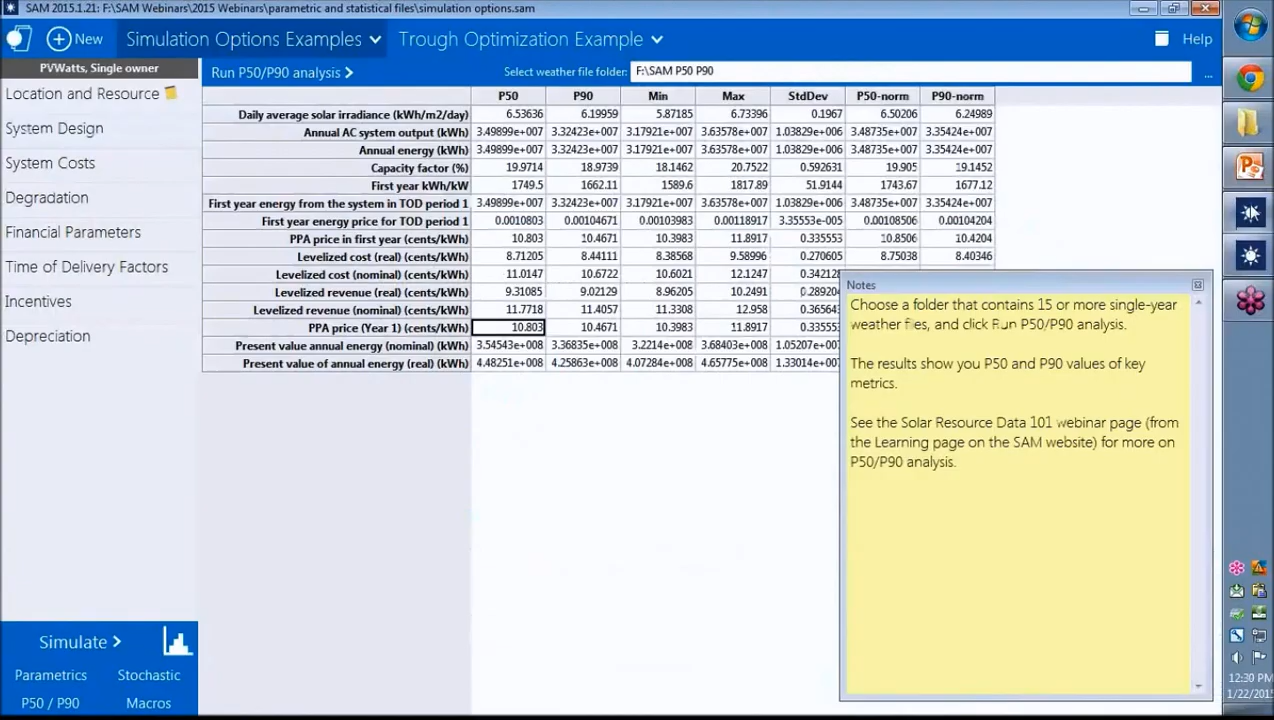 SAM 2015.1.21: F:\SAM Webinars\2015 Webinars\parametric and statistical files\simulation options.sam
New Simulation Options Examples Trough Optimization Example Help
PVWatts, Single owner
Run P50/P90 analysis > Select weather file folder: F:\SAM P50 P90 ...
Location and Resource
System Design
System Costs
Degradation
Financial Parameters
Time of Delivery Factors
Incentives
Depreciation
P50 P90 Min Max StdDev P50-norm P90-norm
Daily average solar irradiance (kWh/m2/day) 6.53636 6.19959 5.87185 6.73396 0.1967 6.50206 6.24989
Annual AC system output (kWh) 3.49899e+007 3.32423e+007 3.17921e+007 3.63578e+007 1.03829e+006 3.48735e+007 3.35424e+007
Annual energy (kWh) 3.49899e+007 3.32423e+007 3.17921e+007 3.63578e+007 1.03829e+006 3.48735e+007 3.35424e+007
Capacity factor (%) 19.9714 18.9739 18.1462 20.7522 0.592631 19.905 19.1452
First year kWh/kW 1749.5 1662.11 1589.6 1817.89 51.9144 1743.67 1677.12
First year energy from the system in TOD period 1 3.49899e+007 3.32423e+007 3.17921e+007 3.63578e+007 1.03829e+006 3.48735e+007 3.35424e+007
First year energy price for TOD period 1 0.0010803 0.00104671 0.00103983 0.00118917 3.35553e-005 0.00108506 0.00104204
PPA price in first year (cents/kWh) 10.803 10.4671 10.3983 11.8917 0.335553 10.8506 10.4204
Levelized cost (real) (cents/kWh) 8.71205 8.44111 8.38568 9.58996 0.270605 8.75038 8.40346
Levelized cost (nominal) (cents/kWh) 11.0147 10.6722 10.6021 12.1247 0.342128
Levelized revenue (real) (cents/kWh) 9.31085 9.02129 8.96205 10.2491 0.289204
Levelized revenue (nominal) (cents/kWh) 11.7718 11.4057 11.3308 12.958 0.365643
PPA price (Year 1) (cents/kWh) 10.803 10.4671 10.3983 11.8917 0.335553
Present value annual energy (nominal) (kWh) 3.54543e+008 3.36835e+008 3.2214e+008 3.68403e+008 1.05207e+007
Present value of annual energy (real) (kWh) 4.48251e+008 4.25863e+008 4.07284e+008 4.65775e+008 1.33014e+007
Notes
Choose a folder that contains 15 or more single-year
weather files, and click Run P50/P90 analysis.
The results show you P50 and P90 values of key
metrics.
See the Solar Resource Data 101 webinar page (from
the Learning page on the SAM website) for more on
P50/P90 analysis.
Simulate >
Parametrics Stochastic
P50 / P90 Macros
12:30 PM
1/22/2015